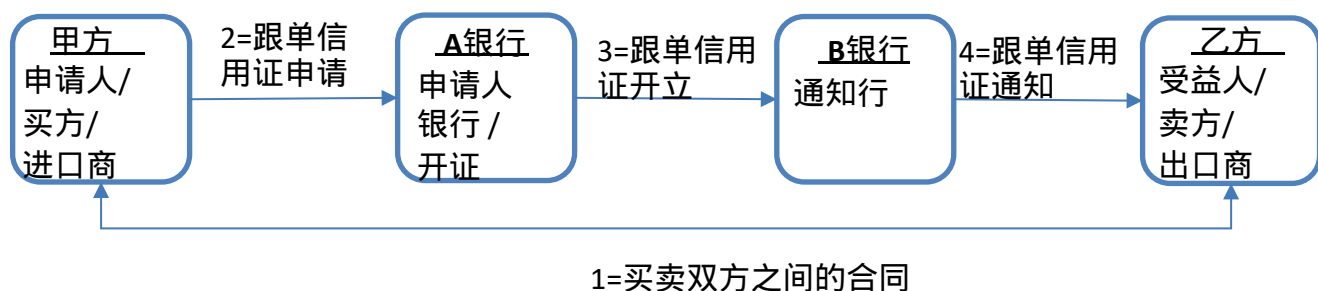 甲方
申请人/
买方/
进口商
2=跟单信
用证申请
A银行
申请人
银行 /
开证
3=跟单信用
证开立
B银行
通知行
4=跟单信用
证通知
乙方
受益人/
卖方/
出口商
1=买卖双方之间的合同